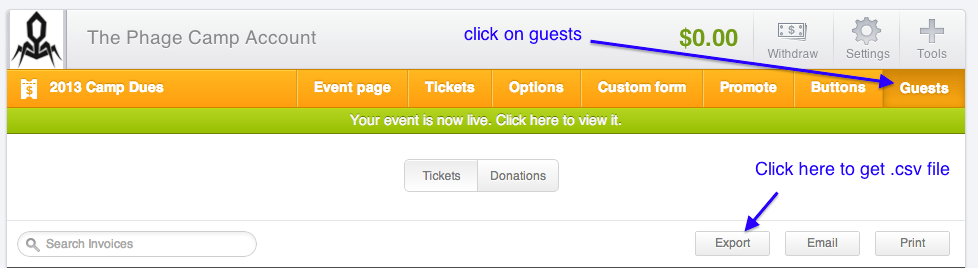 The Phage Camp Account
click on guests
$0.00
Withdraw
Settings
Tools
2013 Camp Dues
Event page
Tickets
Options
Custom form
Promote
Buttons
Guests
Your event is now live. Click here to view it.
Tickets
Donations
Click here to get .csv file
Search Invoices
Export
Email
Print